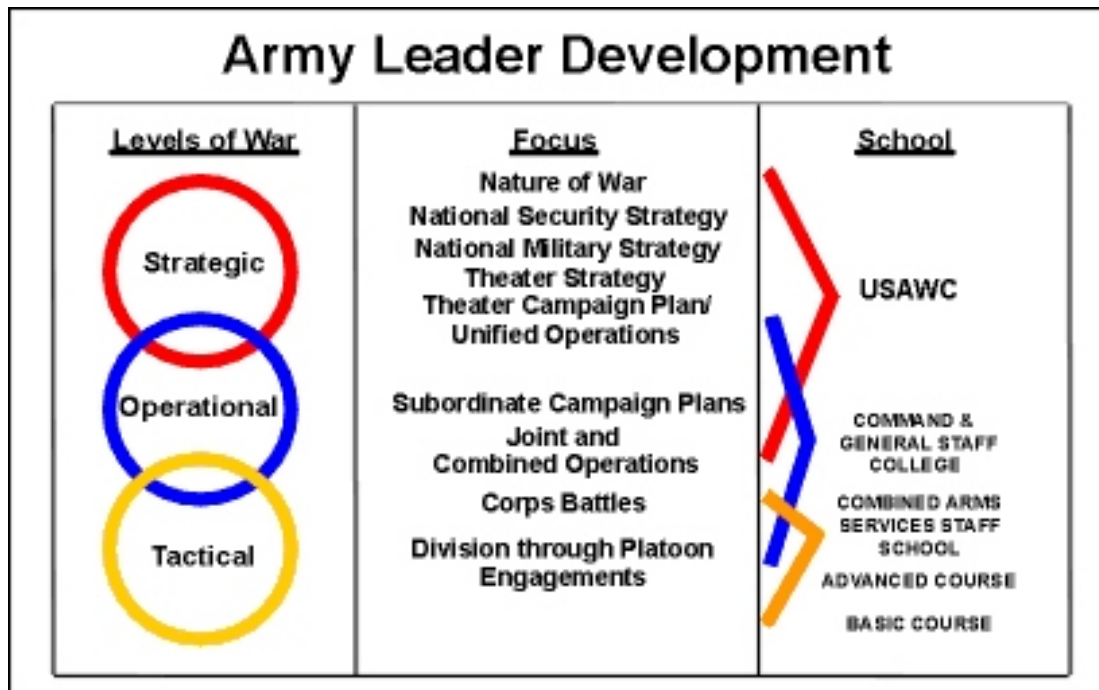 Army Leader Development
Levels of War
Strategic
Operational
Tactical
Focus
Nature of War
National Security Strategy
National Military Strategy
Theater Strategy
Theater Campaign Plan/
Unified Operations
Subordinate Campaign Plans
Joint and
Combined Operations
Corps Battles
Division through Platoon
Engagements
School
USAWC
COMMAND &
GENERAL STAFF
COLLEGE
COMBINED ARMS
SERVICES STAFF
SCHOOL
ADVANCED COURSE
BASIC COURSE